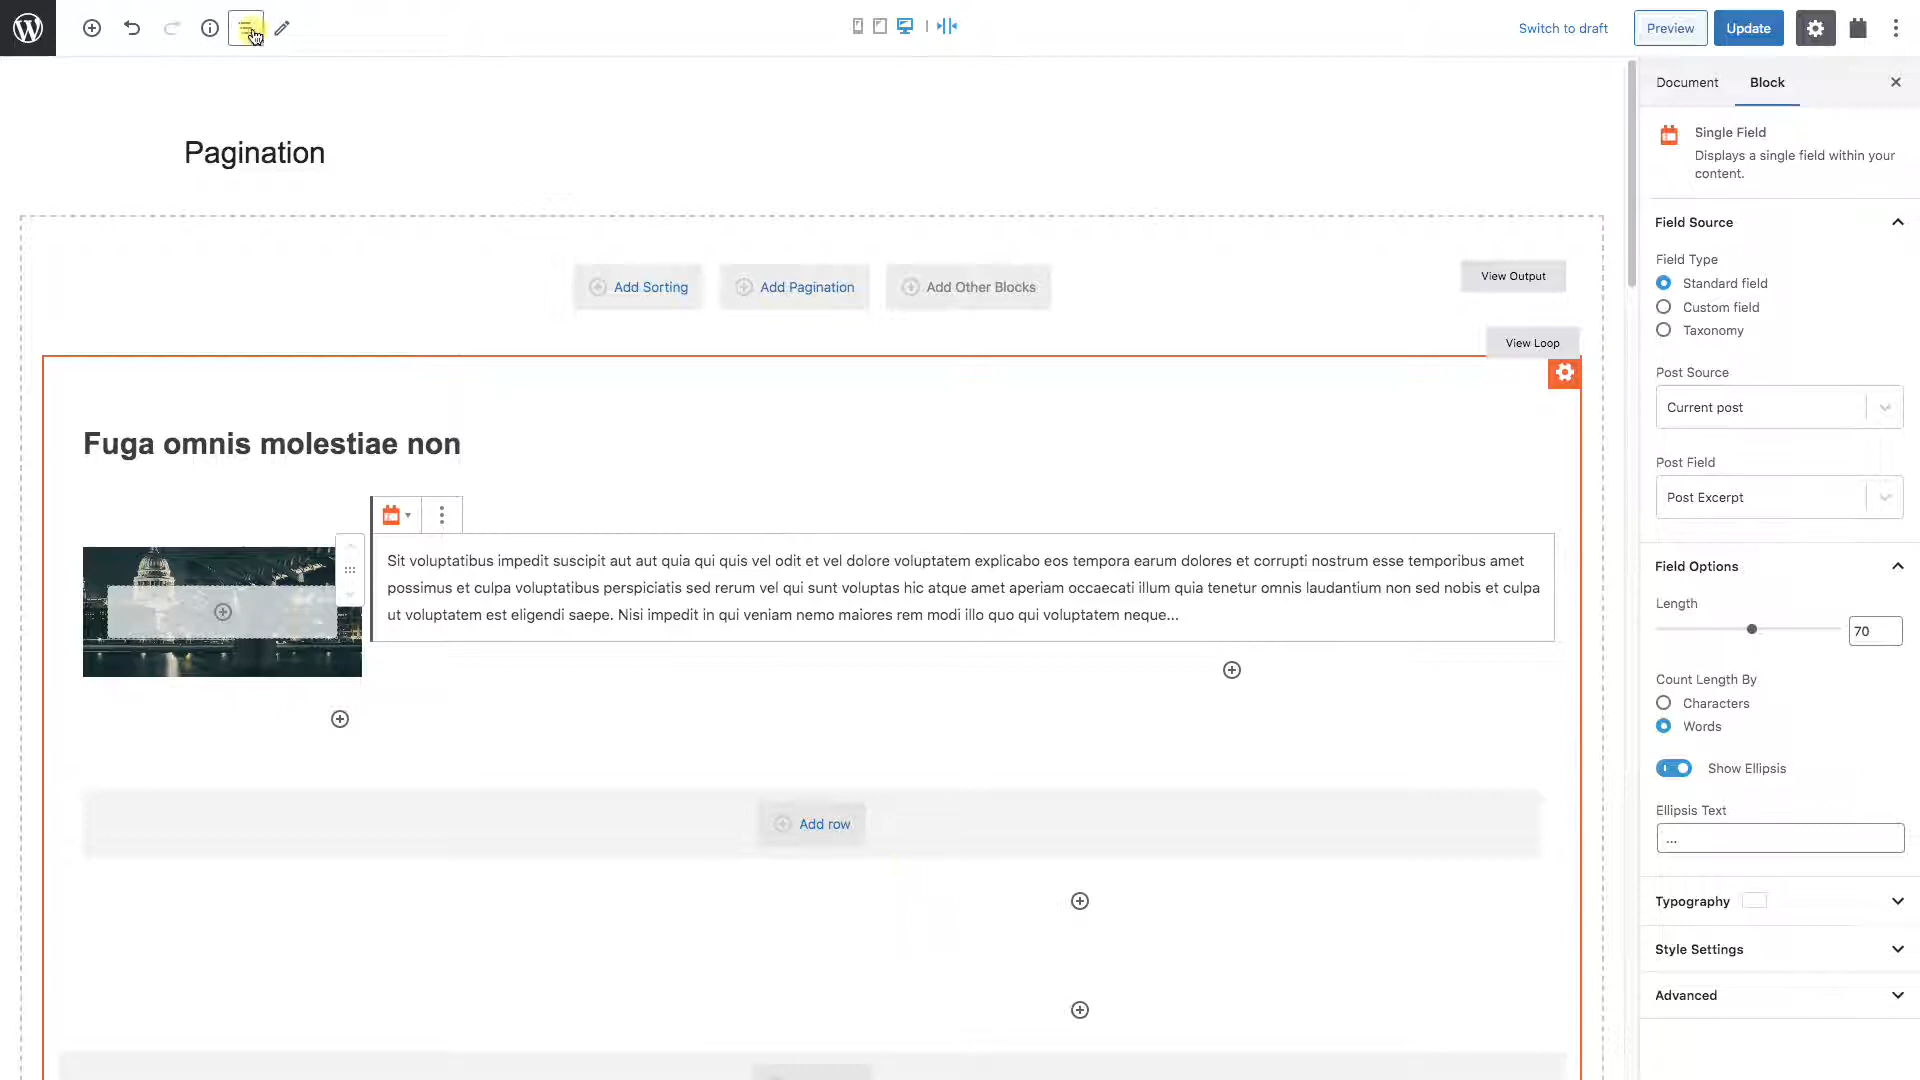 Switch to draft
Preview
Update
Document
Block
Single Field
Displays a single field within your
content.
Pagination
Field Source
Field Type
Standard field
Custom field
Taxonomy
Add Sorting
Add Pagination
Add Other Blocks
View Output
View Loop
Post Source
Current post
Fuga omnis molestiae non
Post Field
Post Excerpt
Sit voluptatibus impedit suscipit aut aut quia qui quis vel odit et vel dolore voluptatem explicabo eos tempora earum dolores et corrupti nostrum esse temporibus amet
possimus et culpa voluptatibus perspiciatis sed rerum vel qui sunt voluptas hic atque amet aperiam occaecati illum quia tenetur omnis laudantium non sed nobis et culpa
ut voluptatem est eligendi saepe. Nisi impedit in qui veniam nemo maiores rem modi illo quo qui voluptatem neque...
Field Options
Length
70
Count Length By
Characters
Words
Show Ellipsis
Ellipsis Text
...
Add row
Typography
Style Settings
Advanced